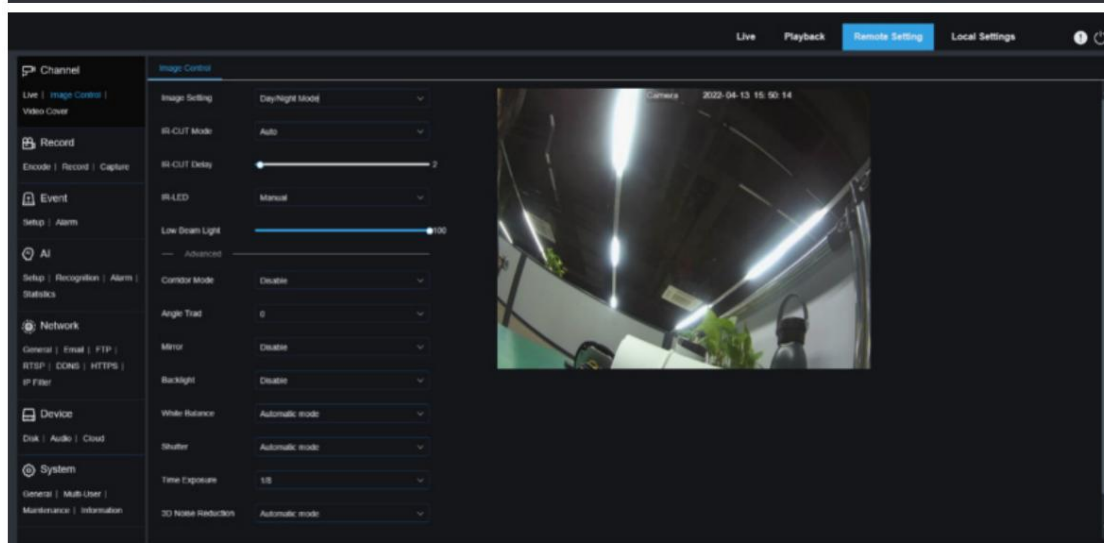 Live Playback Remote Setting Local Settings
Channel
Live | Image Control |
Video Cover
Record
Encode | Record | Capture
Event
Setup | Alarm
AI
Setup | Recognition | Alarm |
Statistics
Network
General | Email | FTP |
RTSP | DDNS | HTTPS |
IP Filter
Device
Disk | Audio | Cloud
System
General | Multi-User |
Maintenance | Information
Image Control
Image Setting Day/Night Mode
IR-CUT Mode Auto
IR-CUT Delay 2
IR-LED Manual
Low Beam Light 100
Advanced
Corridor Mode Disable
Angle Trad 0
Mirror Disable
Backlight Disable
White Balance Automatic mode
Shutter Automatic mode
Time Exposure 1/8
3D Noise Reduction Automatic mode
Camera 2022-04-13 15:50:14